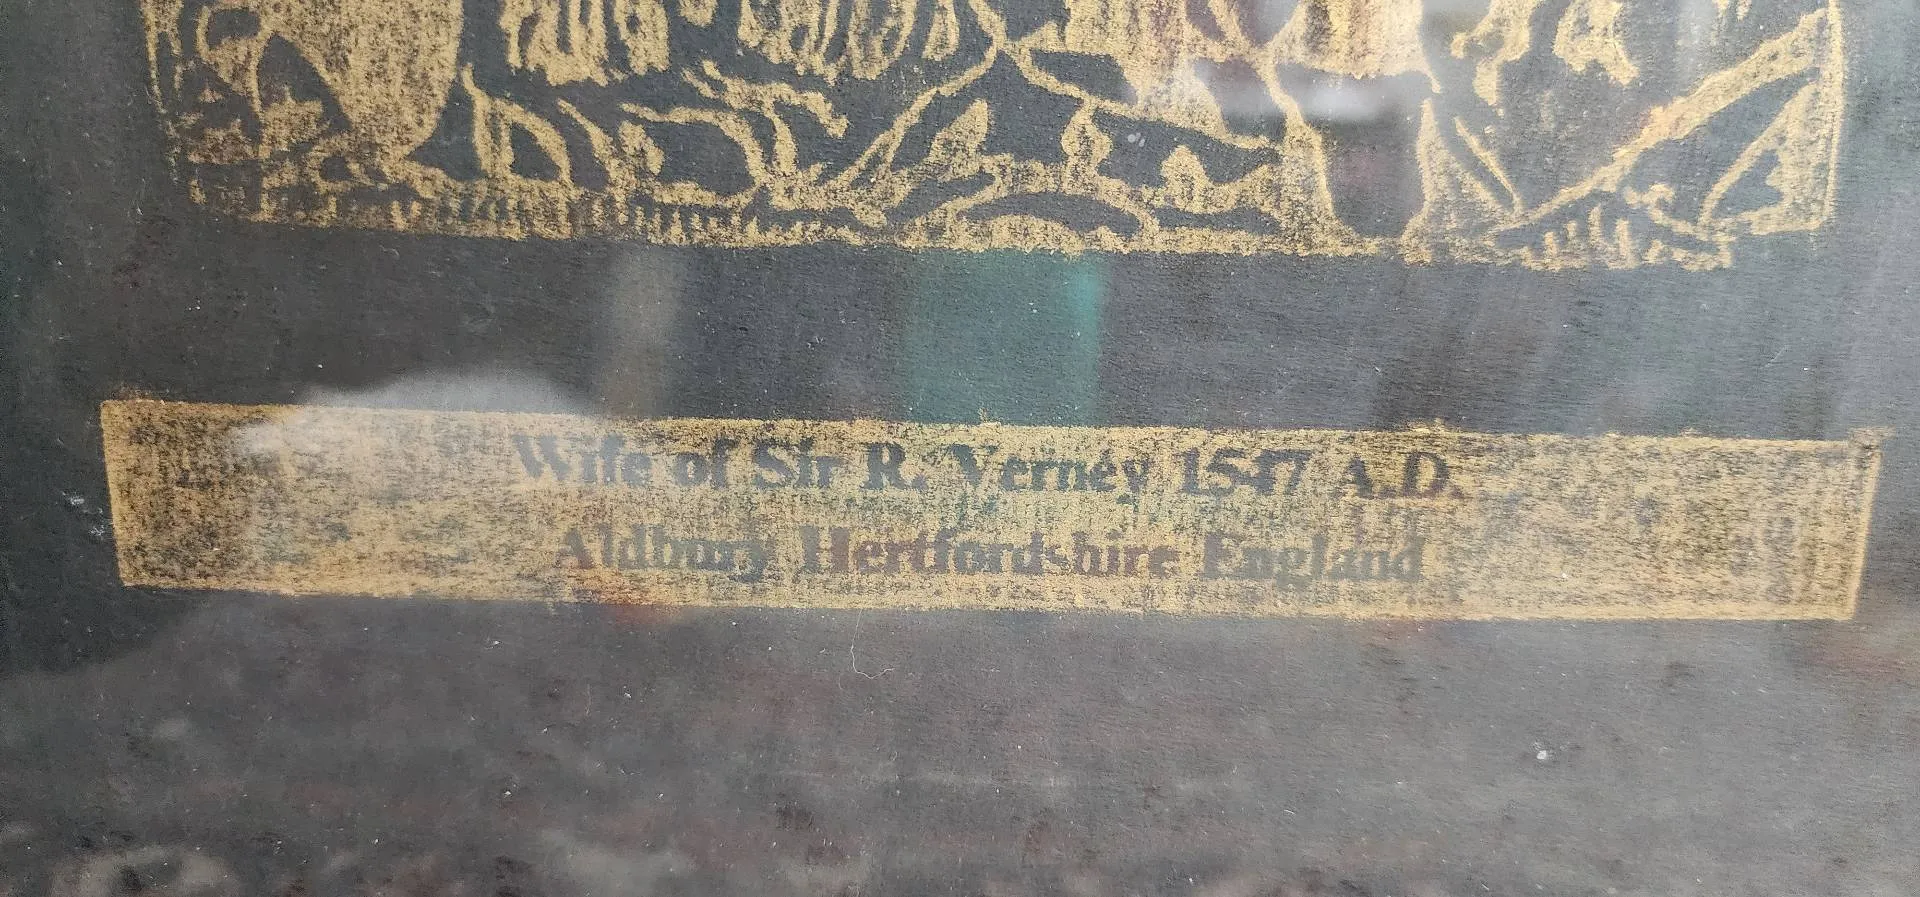 Wife of Sir R. Verney 1547 A.D.
Aldbury Hertfordshire England